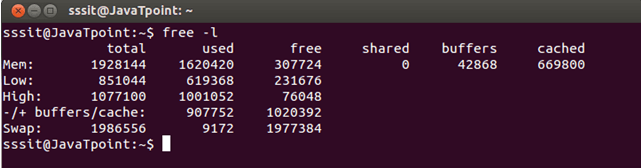 sssit@JavaTpoint: ~
sssit@JavaTpoint:~$ free -l
total used free shared buffers cached
Mem: 1928144 1620420 307724 0 42868 669800
Low: 851044 619368 231676
High: 1077100 1001052 76048
-/+ buffers/cache: 907752 1020392
Swap: 1986556 9172 1977384
sssit@JavaTpoint:~$